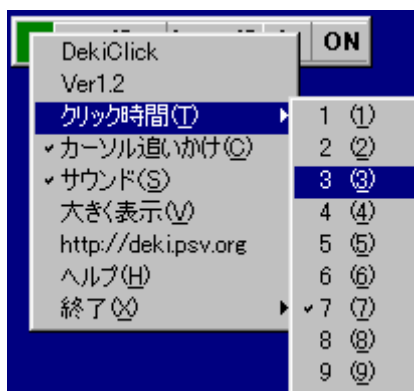 ON
DekiClick
Ver1.2
クリック時間(T)
カーソル追いかけ(C)
サウンド(S)
大きく表示(V)
http://deki.psv.org
ヘルプ(H)
終了(X)
1 (1)
2 (2)
3 (3)
4 (4)
5 (5)
6 (6)
7 (7)
8 (8)
9 (9)